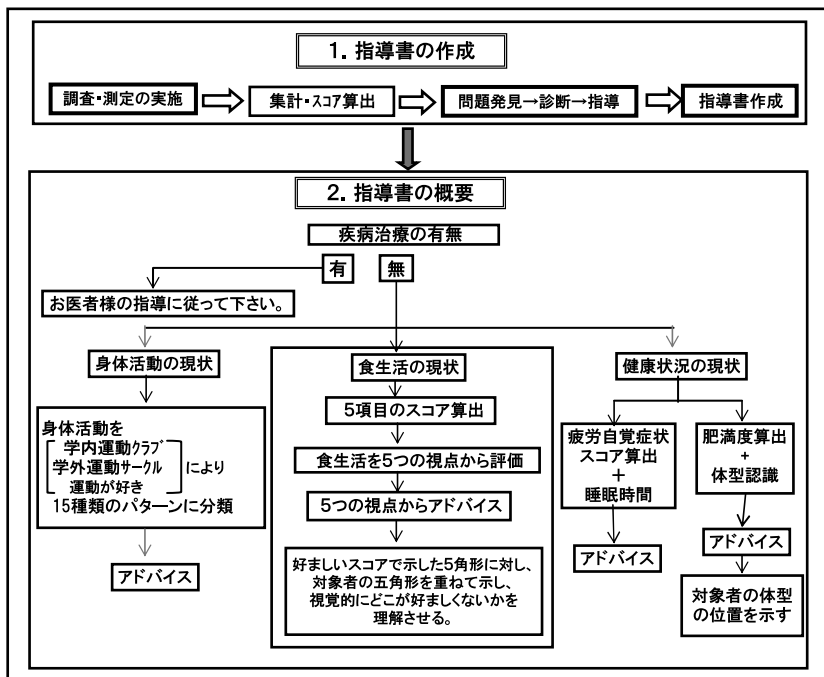 1. 指導書の作成
調査・測定の実施
集計・スコア算出
問題発見→診断→指導
指導書作成
2. 指導書の概要
疾病治療の有無
有
無
お医者様の指導に従って下さい。
身体活動の現状
身体活動を
学内運動クラブ
学外運動サークル
運動が好き
により
15種類のパターンに分類
アドバイス
食生活の現状
5項目のスコア算出
食生活を5つの視点から評価
5つの視点からアドバイス
好ましいスコアで示した5角形に対し、
対象者の五角形を重ねて示し、
視覚的にどこが好ましくないかを
理解させる。
健康状況の現状
疲労自覚症状
スコア算出
+
睡眠時間
アドバイス
肥満度算出
+
体型認識
アドバイス
対象者の体型
の位置を示す